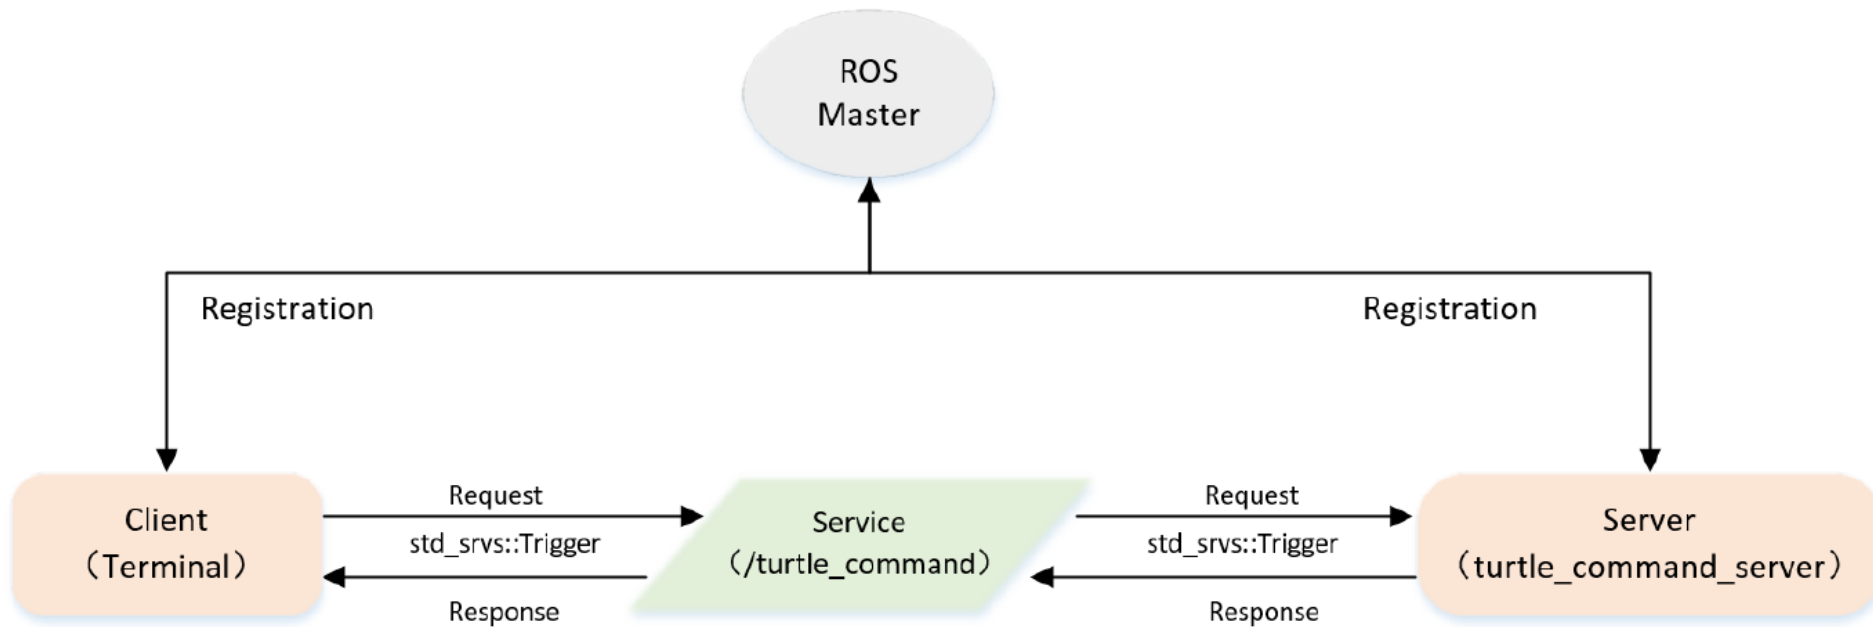 ROS
Master
Registration
Registration
Client
（Terminal）
Request
std_srvs::Trigger
Response
Service
（/turtle_command）
Request
std_srvs::Trigger
Response
Server
（turtle_command_server）